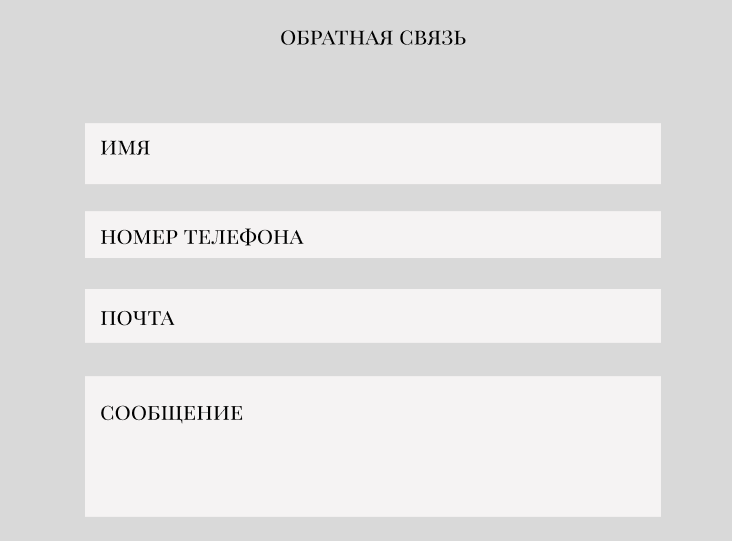 ОБРАТНАЯ СВЯЗЬ
ИМЯ
НОМЕР ТЕЛЕФОНА
ПОЧТА
СООБЩЕНИЕ